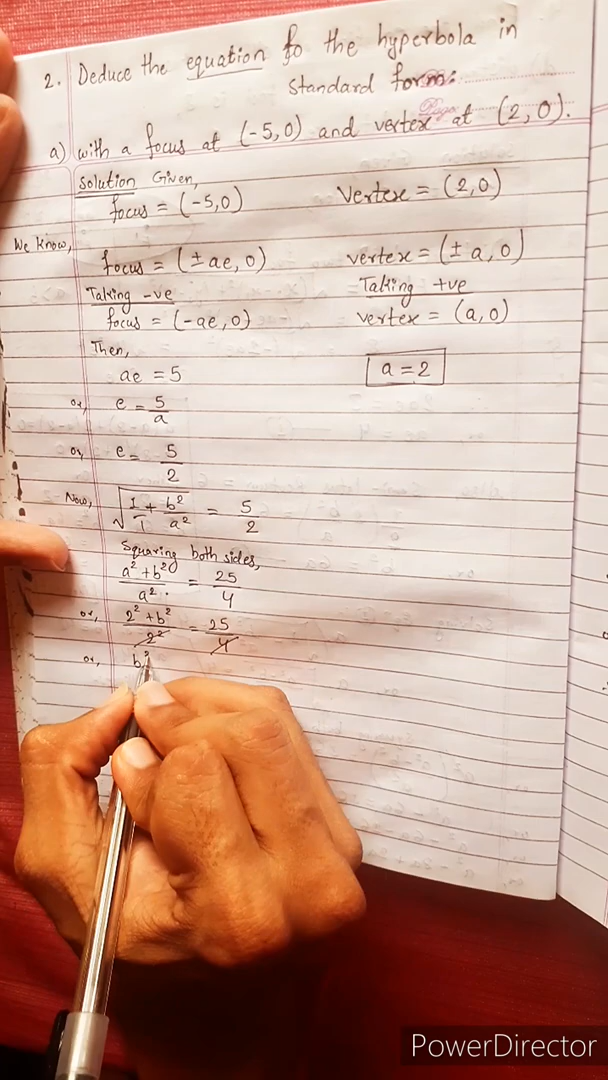 2. Deduce the equation fo the hyperbola in
standard form:
a) with a focus at (-5,0) and vertex at (2,0).
Solution Given,
focus = (-5,0) Vertex = (2,0)
We know,
focus = (±ae, 0) vertex = (±a, 0)
Taking -ve Taking +ve
focus = (-ae, 0) vertex = (a, 0)
Then,
ae = 5 a = 2
or, e = 5/a
or, e = 5/2
Now, √(1/1 + b²/a²) = 5/2
Squaring both sides,
(a² + b²)/a² = 25/4
or, (2² + b²)/2² = 25/4
or, b²
PowerDirector